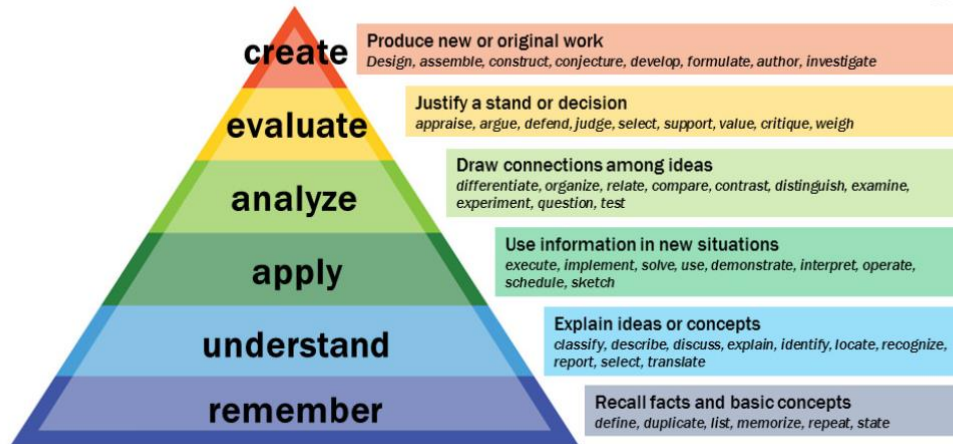 create
Produce new or original work
Design, assemble, construct, conjecture, develop, formulate, author, investigate
evaluate
Justify a stand or decision
appraise, argue, defend, judge, select, support, value, critique, weigh
analyze
Draw connections among ideas
differentiate, organize, relate, compare, contrast, distinguish, examine,
experiment, question, test
apply
Use information in new situations
execute, implement, solve, use, demonstrate, interpret, operate,
schedule, sketch
understand
Explain ideas or concepts
classify, describe, discuss, explain, identify, locate, recognize,
report, select, translate
remember
Recall facts and basic concepts
define, duplicate, list, memorize, repeat, state